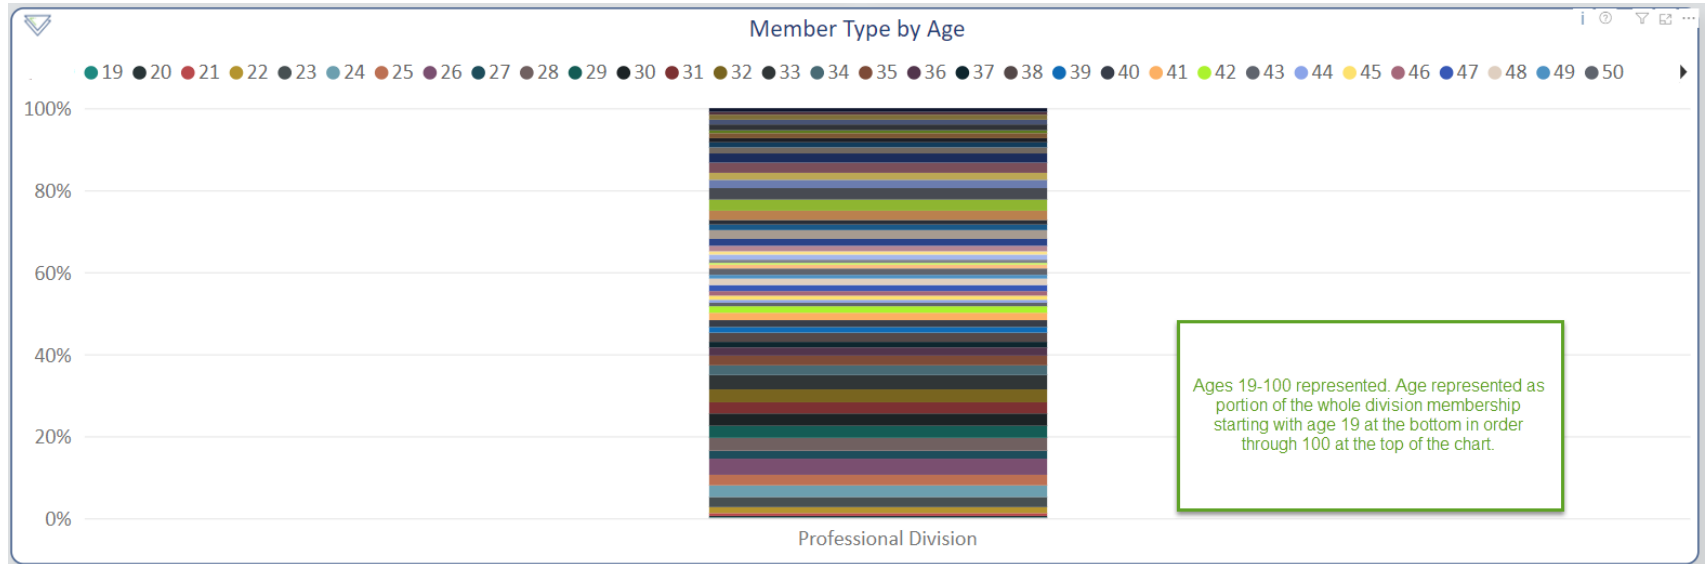 Member Type by Age
19 20 21 22 23 24 25 26 27 28 29 30 31 32 33 34 35 36 37 38 39 40 41 42 43 44 45 46 47 48 49 50
100%
80%
60%
40%
20%
0%
Ages 19-100 represented. Age represented as
portion of the whole division membership
starting with age 19 at the bottom in order
through 100 at the top of the chart.
Professional Division